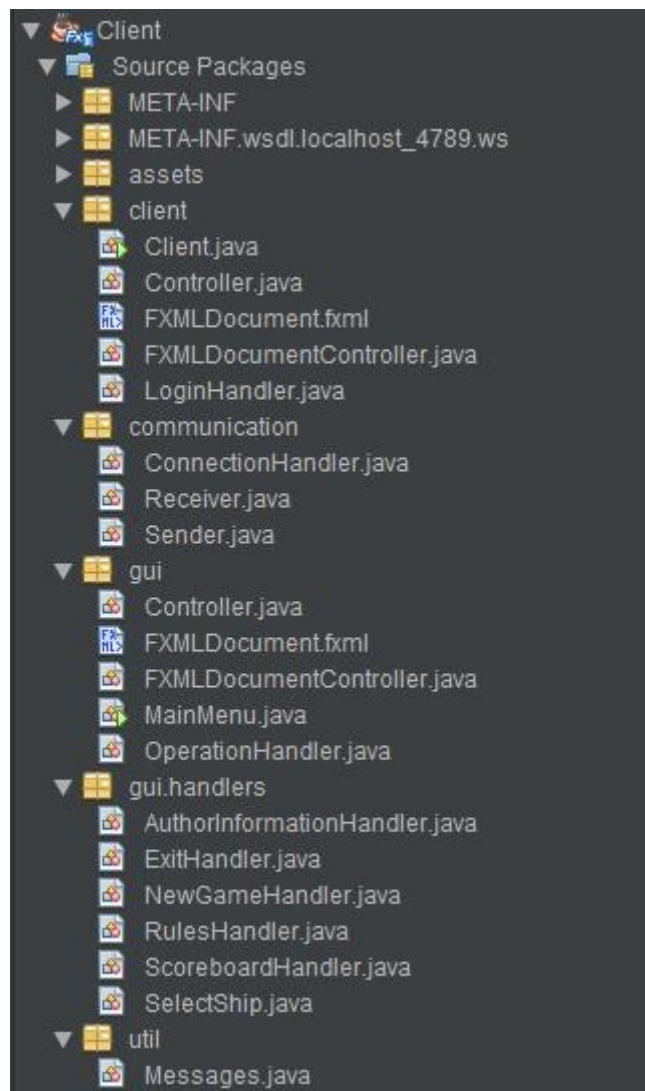 Client
Source Packages
META-INF
META-INF.wsdl.localhost_4789.ws
assets
client
Client.java
Controller.java
FXMLDocument.fxml
FXMLDocumentController.java
LoginHandler.java
communication
ConnectionHandler.java
Receiver.java
Sender.java
gui
Controller.java
FXMLDocument.fxml
FXMLDocumentController.java
MainMenu.java
OperationHandler.java
gui.handlers
AuthorInformationHandler.java
ExitHandler.java
NewGameHandler.java
RulesHandler.java
ScoreboardHandler.java
SelectShip.java
util
Messages.java